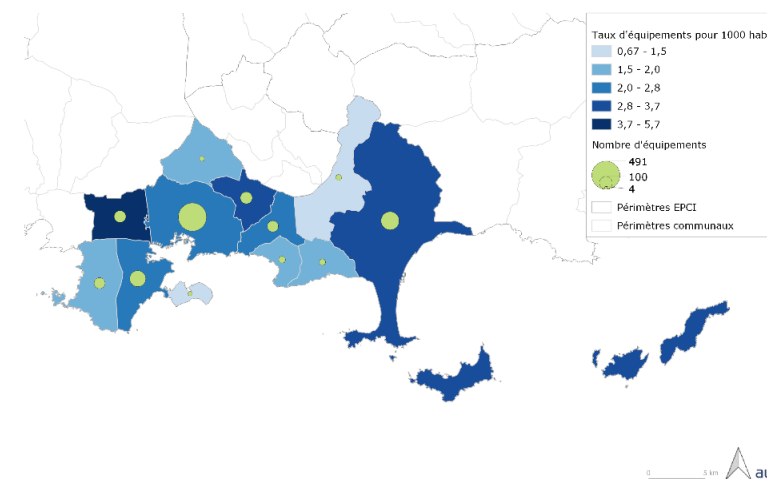 Taux d'équipements pour 1000 hab
0,67 - 1,5
1,5 - 2,0
2,0 - 2,8
2,8 - 3,7
3,7 - 5,7
Nombre d'équipements
491
100
4
Périmètres EPCI
Périmètres communaux
0 5 km
au